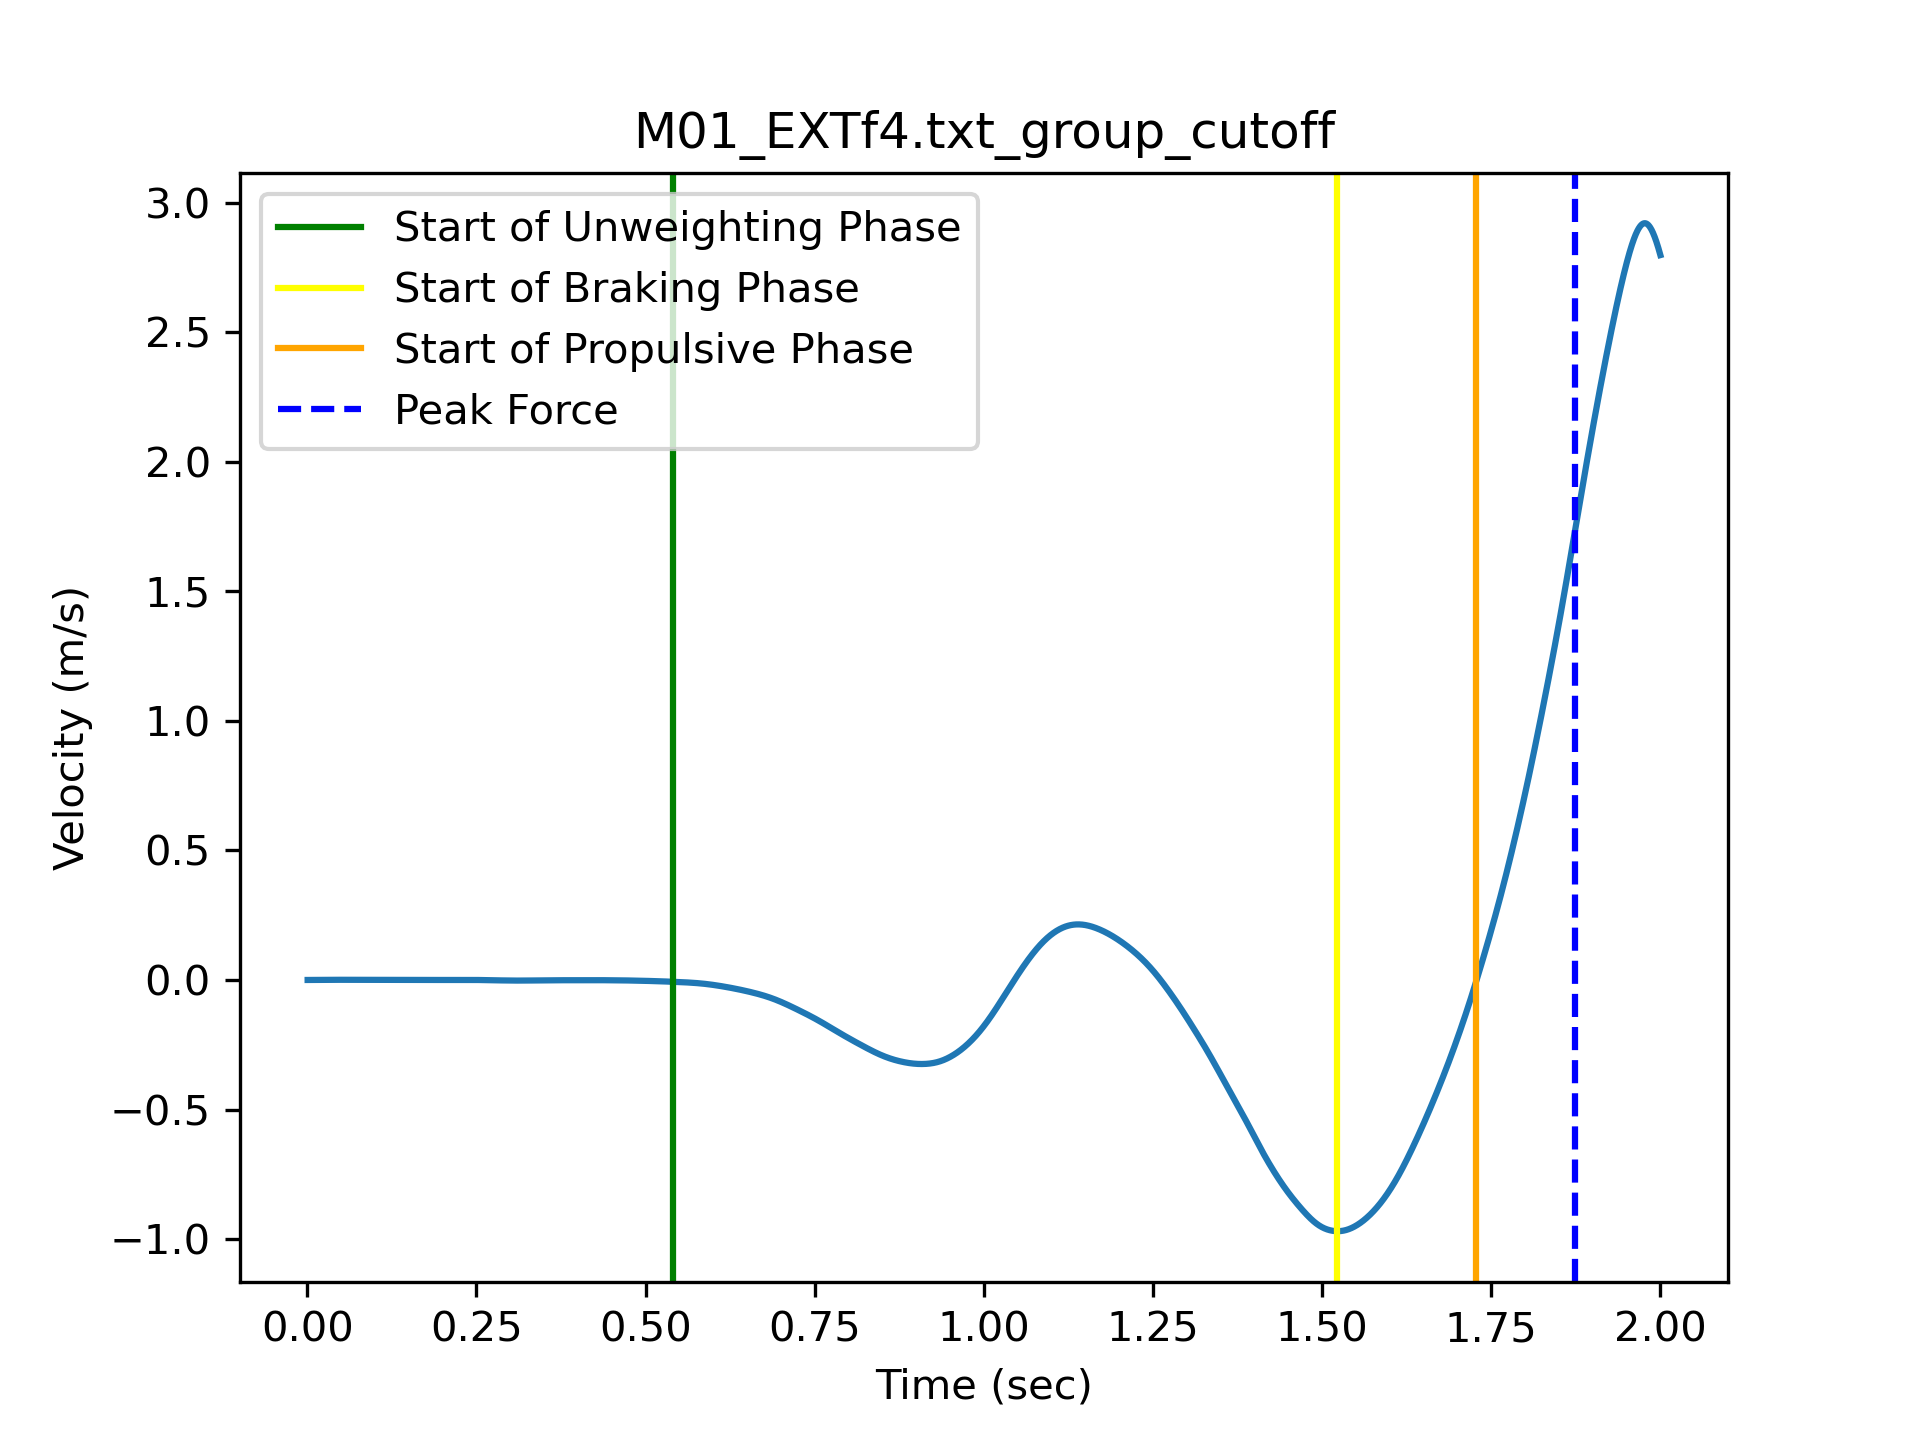 M01_EXTf4.txt_group_cutoff
3.0
2.5
2.0
1.5
1.0
0.5
0.0
−0.5
−1.0
Velocity (m/s)
Start of Unweighting Phase
Start of Braking Phase
Start of Propulsive Phase
Peak Force
0.00 0.25 0.50 0.75 1.00 1.25 1.50 1.75 2.00
Time (sec)